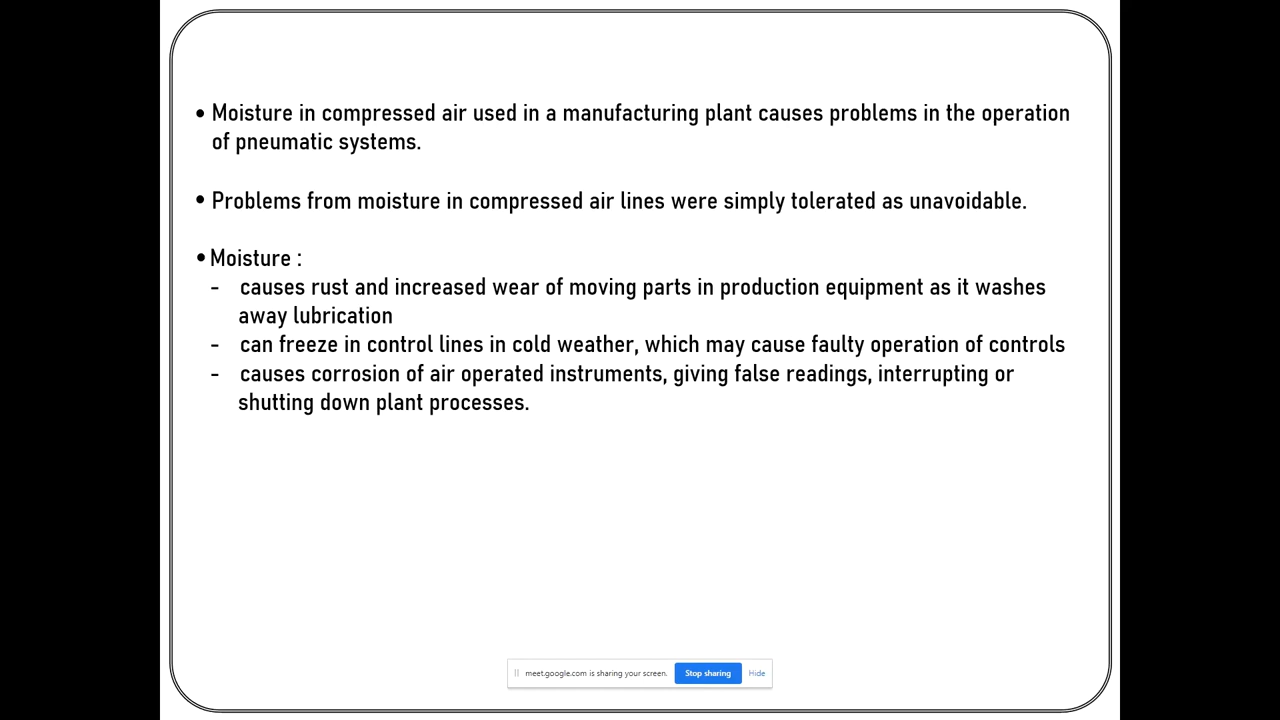 • Moisture in compressed air used in a manufacturing plant causes problems in the operation
of pneumatic systems.
• Problems from moisture in compressed air lines were simply tolerated as unavoidable.
• Moisture :
- causes rust and increased wear of moving parts in production equipment as it washes
away lubrication
- can freeze in control lines in cold weather, which may cause faulty operation of controls
- causes corrosion of air operated instruments, giving false readings, interrupting or
shutting down plant processes.
meet.google.com is sharing your screen. Stop sharing Hide